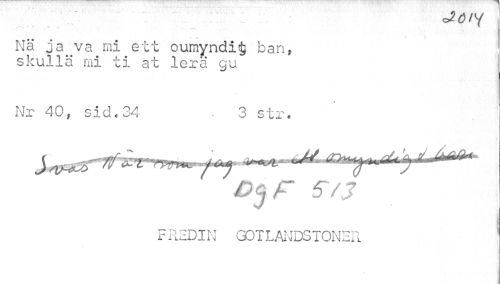 2014
Nä ja va mi ett oumyndit ban,
skullä mi ti at lerä gu
Nr 40, sid.34 3 str.
Svas När som jag var ett omyndigt barn
DgF 513
FREDIN GOTLANDSTONER